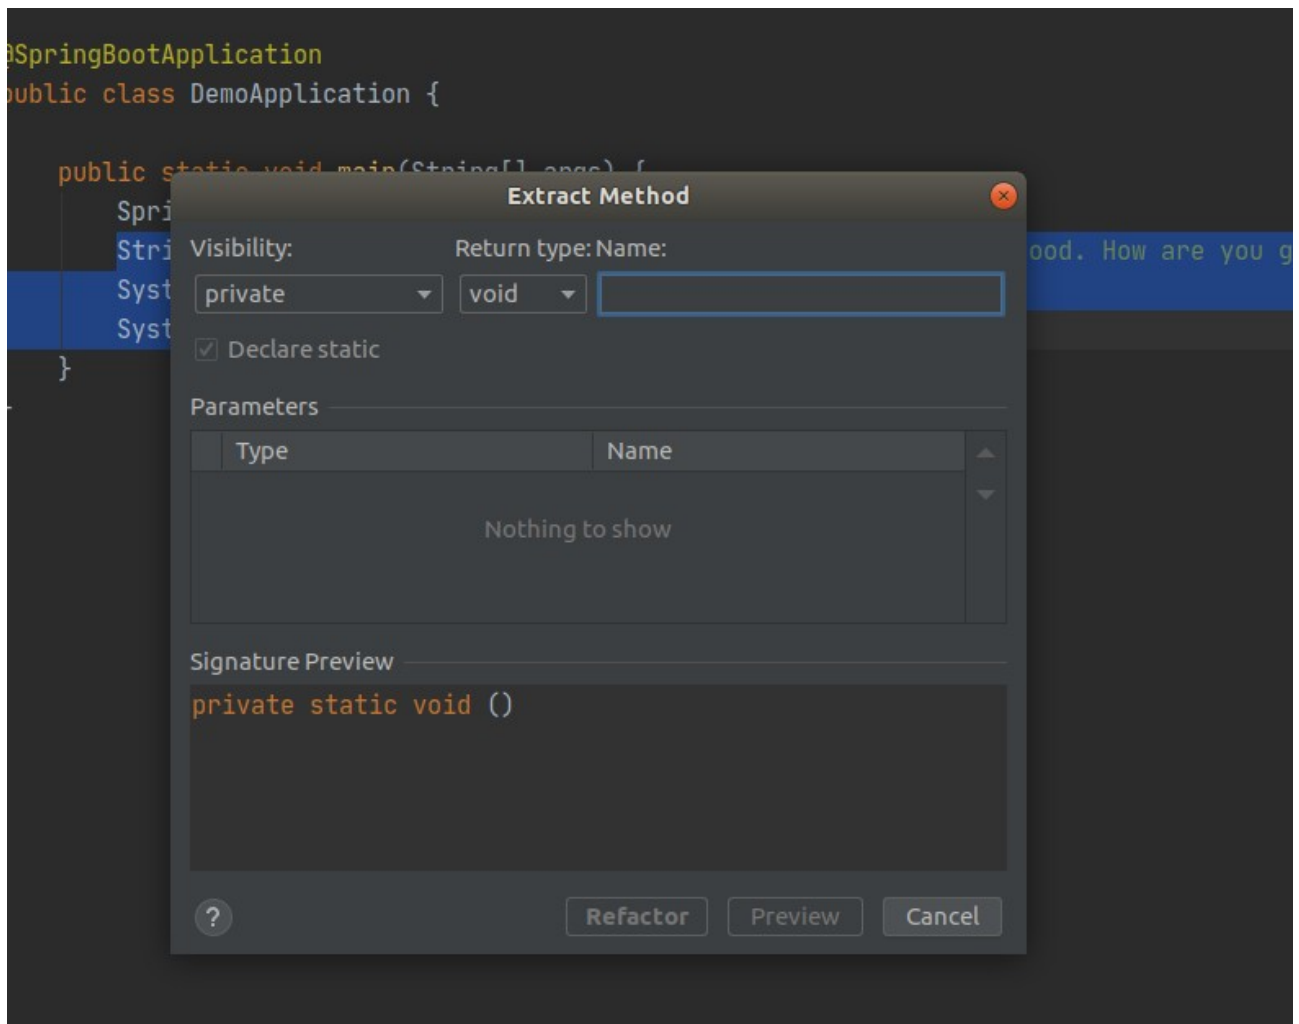 @SpringBootApplication
public class DemoApplication {
public static void main(String[] args) {
Spri
Extract Method
Stri
ood. How are you g
Visibility:
Return type:
Name:
Syst
private
void
Syst
Declare static
}
Parameters
Type
Name
Nothing to show
Signature Preview
private static void ()
?
Refactor
Preview
Cancel